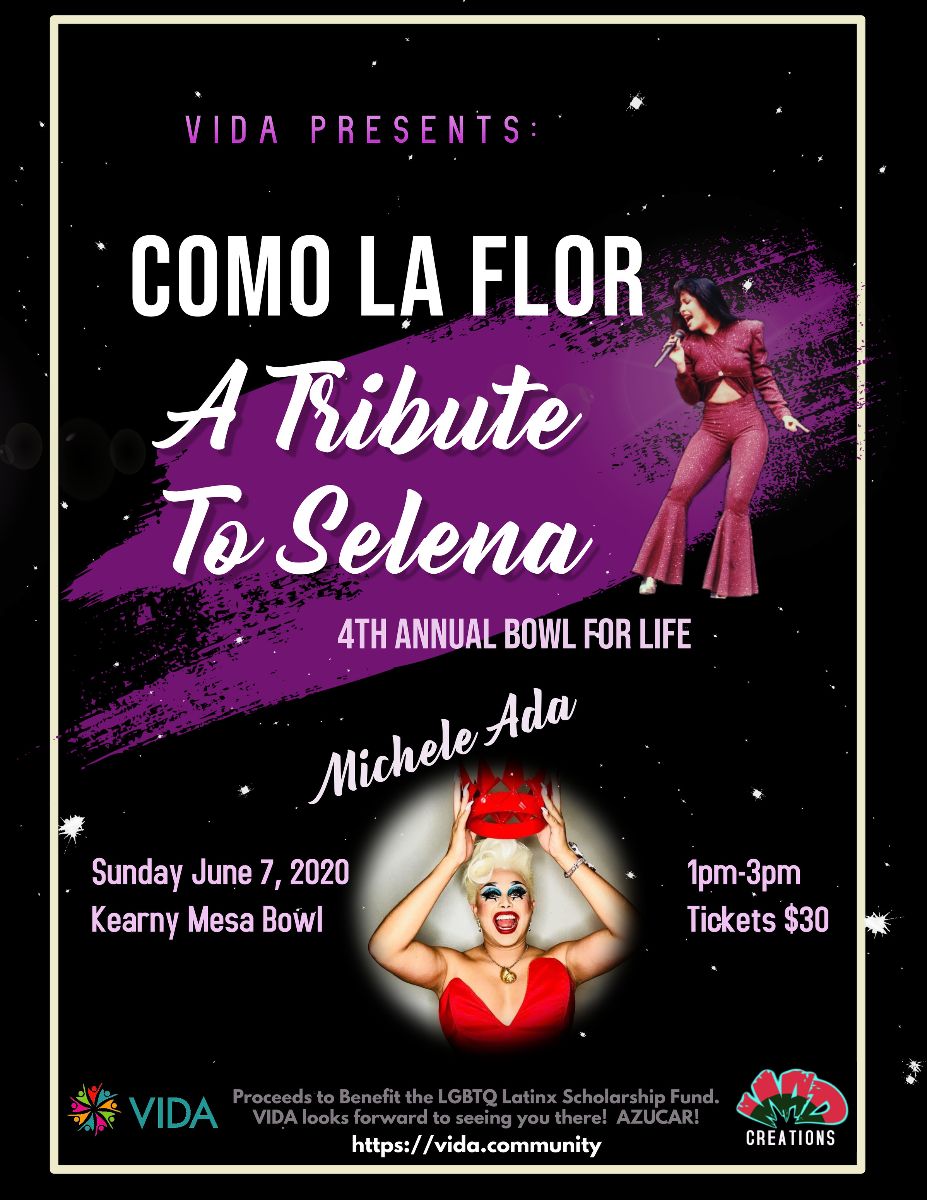 VIDA PRESENTS:
COMO LA FLOR
A Tribute
To Selena
4TH ANNUAL BOWL FOR LIFE
Michele Ada
Sunday June 7, 2020
Kearny Mesa Bowl
1pm-3pm
Tickets $30
VIDA
Proceeds to Benefit the LGBTQ Latinx Scholarship Fund.
VIDA looks forward to seeing you there! AZUCAR!
https://vida.community
CREATIONS